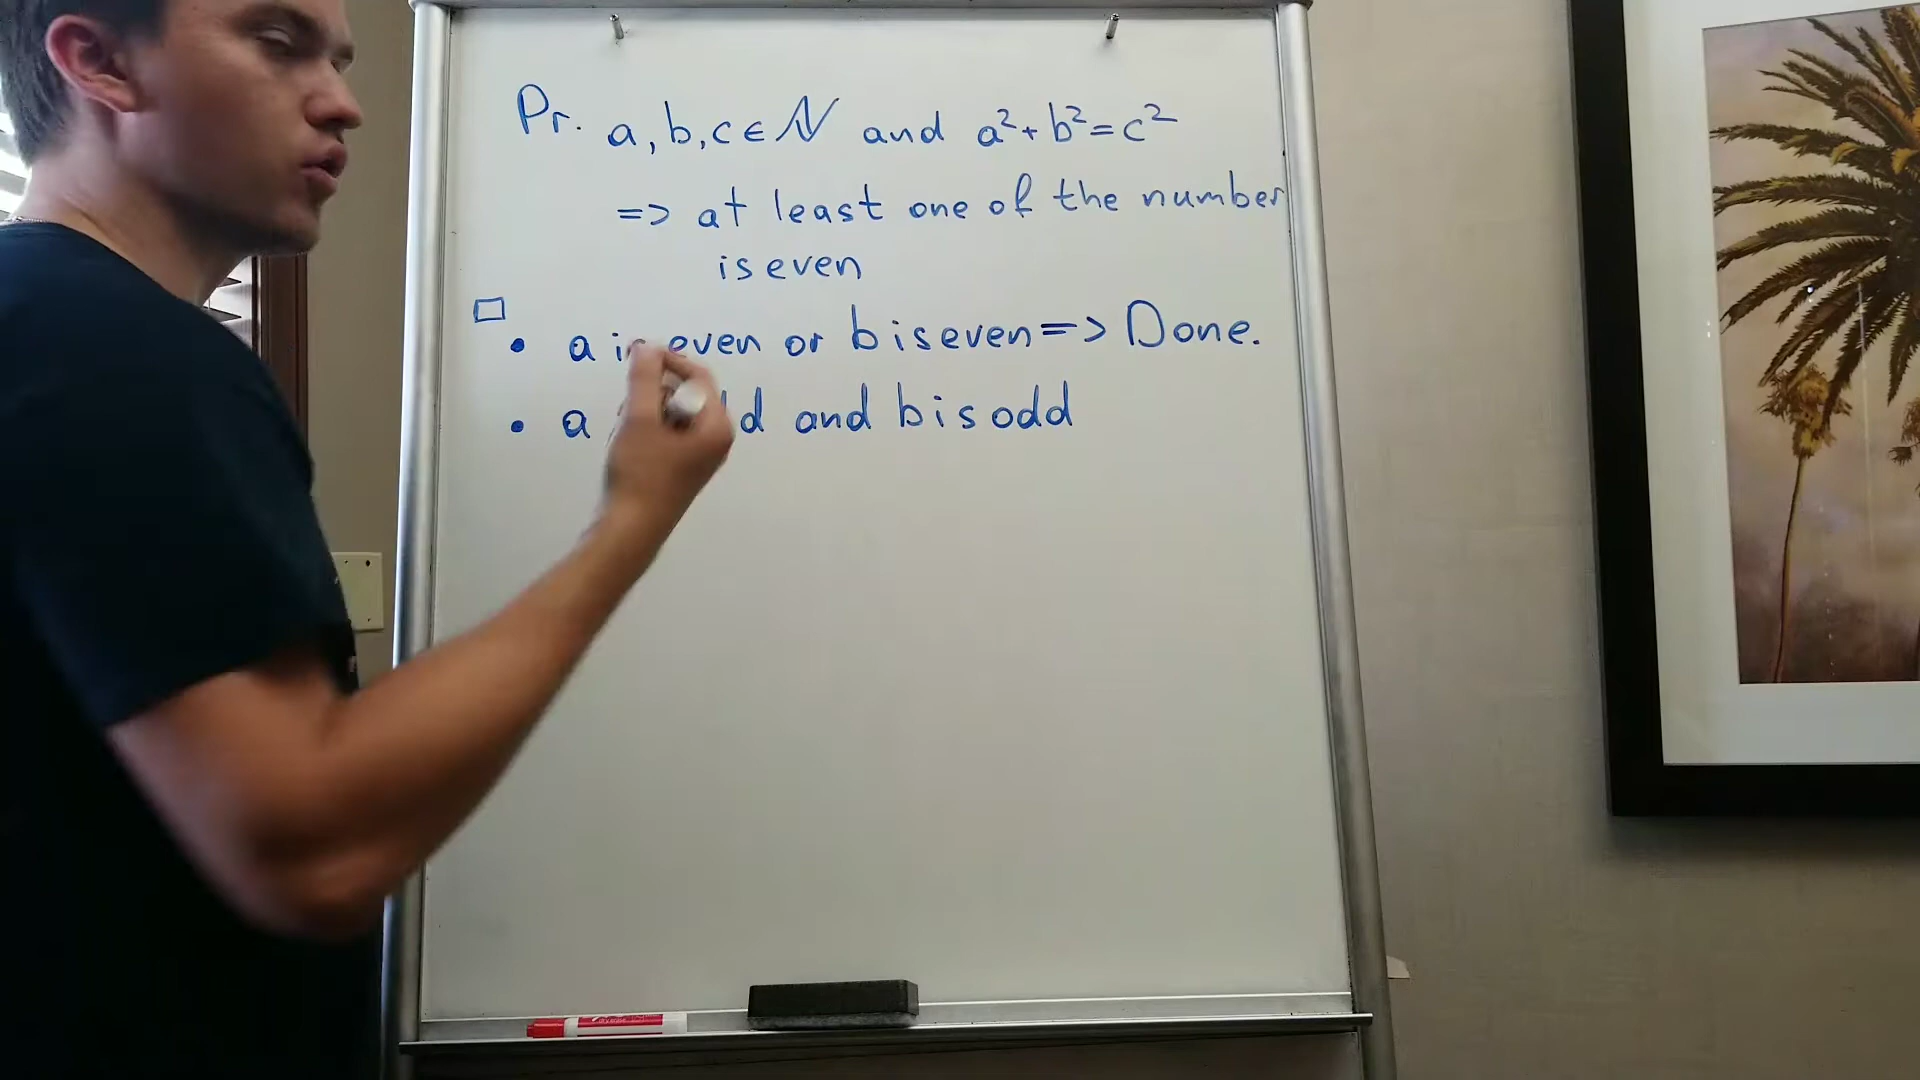 Pr. a, b, c ∈ ℕ and a² + b² = c²
=> at least one of the number
is even
□
• a is even or b is even => Done.
• a odd and b is odd